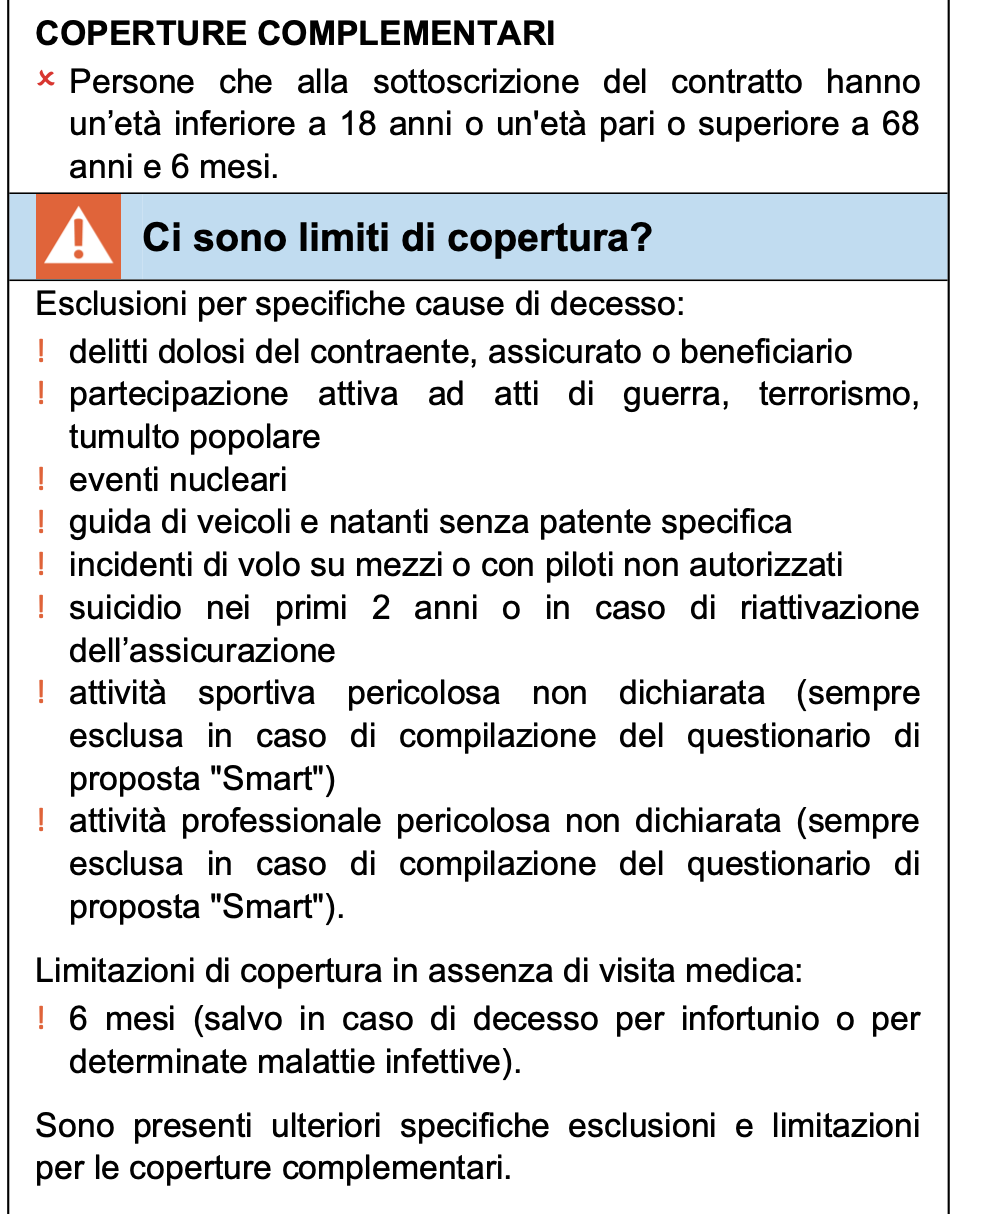 COPERTURE COMPLEMENTARI
Persone che alla sottoscrizione del contratto hanno
un’età inferiore a 18 anni o un'età pari o superiore a 68
anni e 6 mesi.
Ci sono limiti di copertura?
Esclusioni per specifiche cause di decesso:
! delitti dolosi del contraente, assicurato o beneficiario
! partecipazione attiva ad atti di guerra, terrorismo,
tumulto popolare
! eventi nucleari
! guida di veicoli e natanti senza patente specifica
! incidenti di volo su mezzi o con piloti non autorizzati
! suicidio nei primi 2 anni o in caso di riattivazione
dell’assicurazione
! attività sportiva pericolosa non dichiarata (sempre
esclusa in caso di compilazione del questionario di
proposta "Smart")
! attività professionale pericolosa non dichiarata (sempre
esclusa in caso di compilazione del questionario di
proposta "Smart").
Limitazioni di copertura in assenza di visita medica:
! 6 mesi (salvo in caso di decesso per infortunio o per
determinate malattie infettive).
Sono presenti ulteriori specifiche esclusioni e limitazioni
per le coperture complementari.